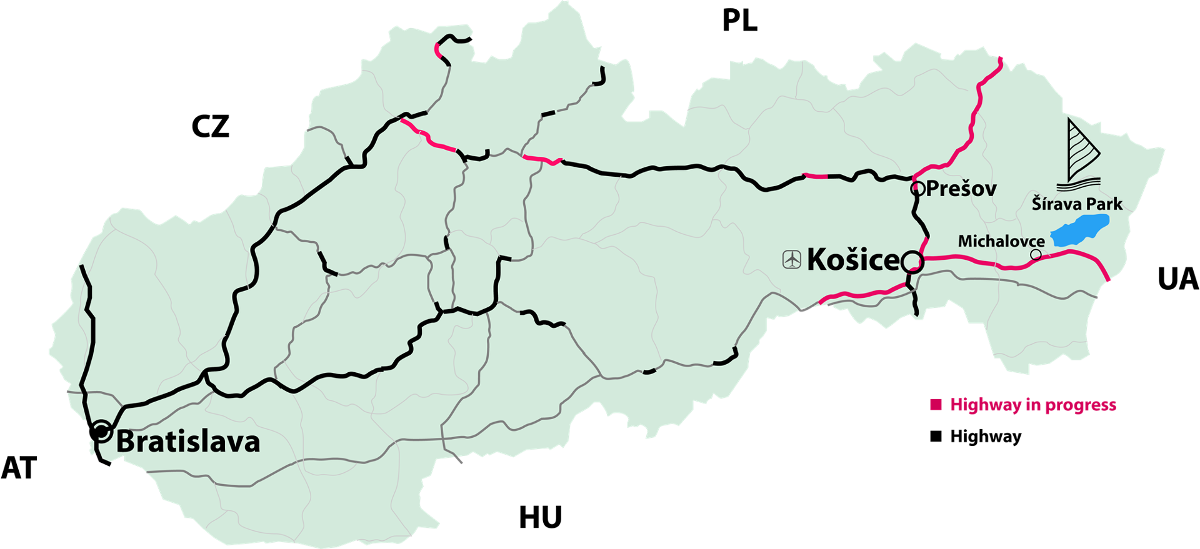 PL
CZ
Prešov
Šírava Park
Michalovce
Košice
UA
Highway in progress
Highway
Bratislava
AT
HU